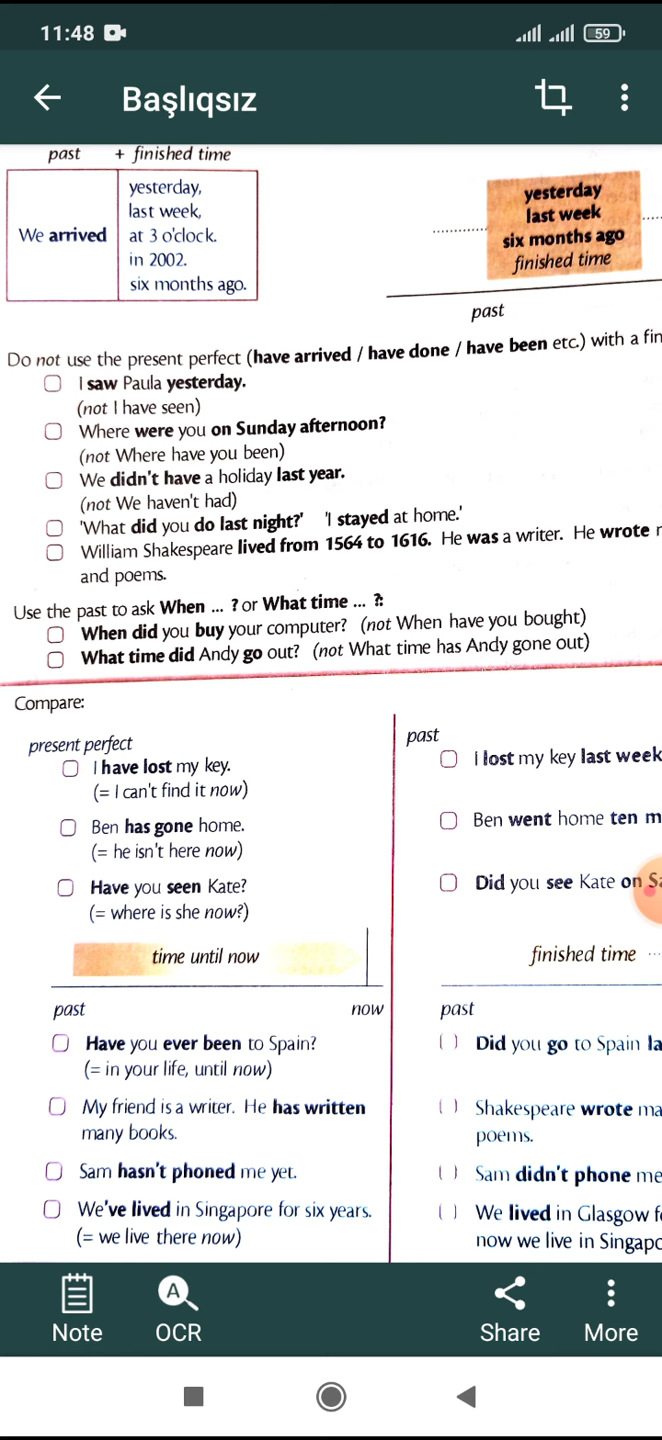 11:48
59
Başlıqsız
past + finished time
We arrived
yesterday,
last week,
at 3 o'clock.
in 2002.
six months ago.
yesterday
last week
six months ago
finished time
past
Do not use the present perfect (have arrived / have done / have been etc.) with a fin
I saw Paula yesterday.
(not I have seen)
Where were you on Sunday afternoon?
(not Where have you been)
We didn't have a holiday last year.
(not We haven't had)
'What did you do last night?' 'I stayed at home.'
William Shakespeare lived from 1564 to 1616. He was a writer. He wrote
and poems.
Use the past to ask When ... ? or What time ... ?:
When did you buy your computer? (not When have you bought)
What time did Andy go out? (not What time has Andy gone out)
Compare:
present perfect
I have lost my key.
(= I can't find it now)
Ben has gone home.
(= he isn't here now)
Have you seen Kate?
(= where is she now?)
time until now
past now
Have you ever been to Spain?
(= in your life, until now)
My friend is a writer. He has written
many books.
Sam hasn't phoned me yet.
We've lived in Singapore for six years.
(= we live there now)
past
I lost my key last week
Ben went home ten m
Did you see Kate on Sa
finished time
past
Did you go to Spain la
Shakespeare wrote ma
poems.
Sam didn't phone me
We lived in Glasgow f
now we live in Singapo
Note
OCR
Share
More